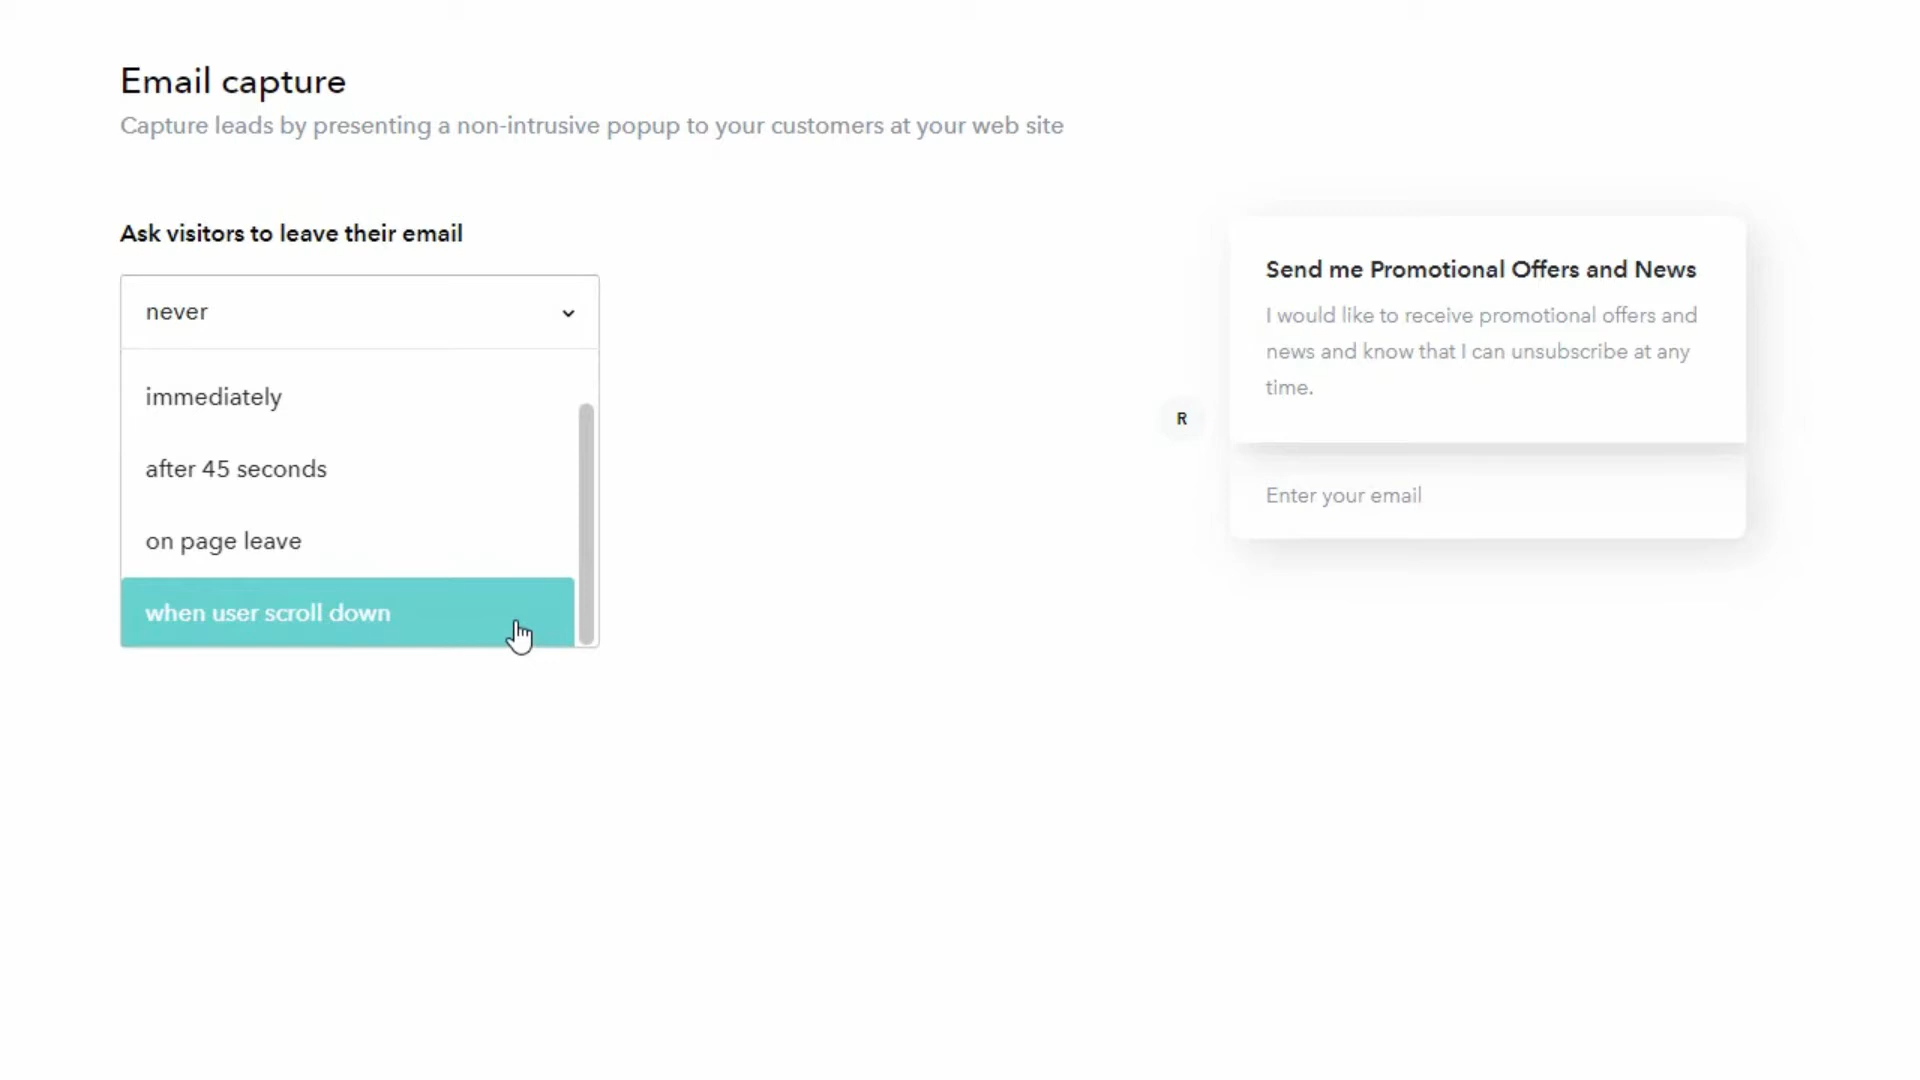 Email capture
Capture leads by presenting a non-intrusive popup to your customers at your web site
Ask visitors to leave their email
never
immediately
after 45 seconds
on page leave
when user scroll down
Send me Promotional Offers and News
I would like to receive promotional offers and
news and know that I can unsubscribe at any
time.
R
Enter your email